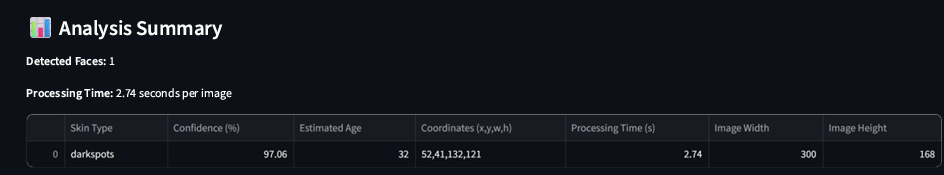 📊 Analysis Summary
Detected Faces: 1
Processing Time: 2.74 seconds per image
Skin Type Confidence (%) Estimated Age Coordinates (x,y,w,h) Processing Time (s) Image Width Image Height
0 darkspots 97.06 32 52,41,132,121 2.74 300 168